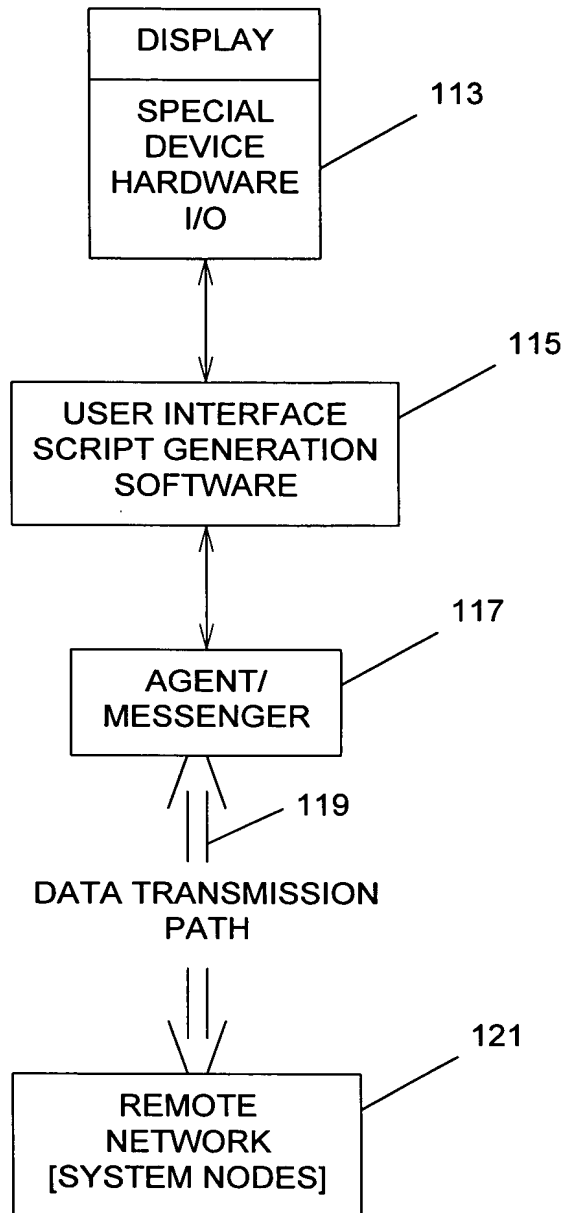 DISPLAY
SPECIAL
DEVICE
HARDWARE
I/O
113
115
USER INTERFACE
SCRIPT GENERATION
SOFTWARE
117
AGENT/
MESSENGER
119
DATA TRANSMISSION
PATH
121
REMOTE
NETWORK
[SYSTEM NODES]